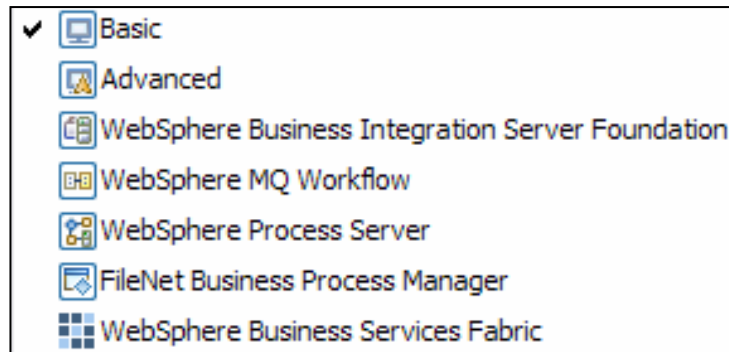 Basic
Advanced
WebSphere Business Integration Server Foundation
WebSphere MQ Workflow
WebSphere Process Server
FileNet Business Process Manager
WebSphere Business Services Fabric